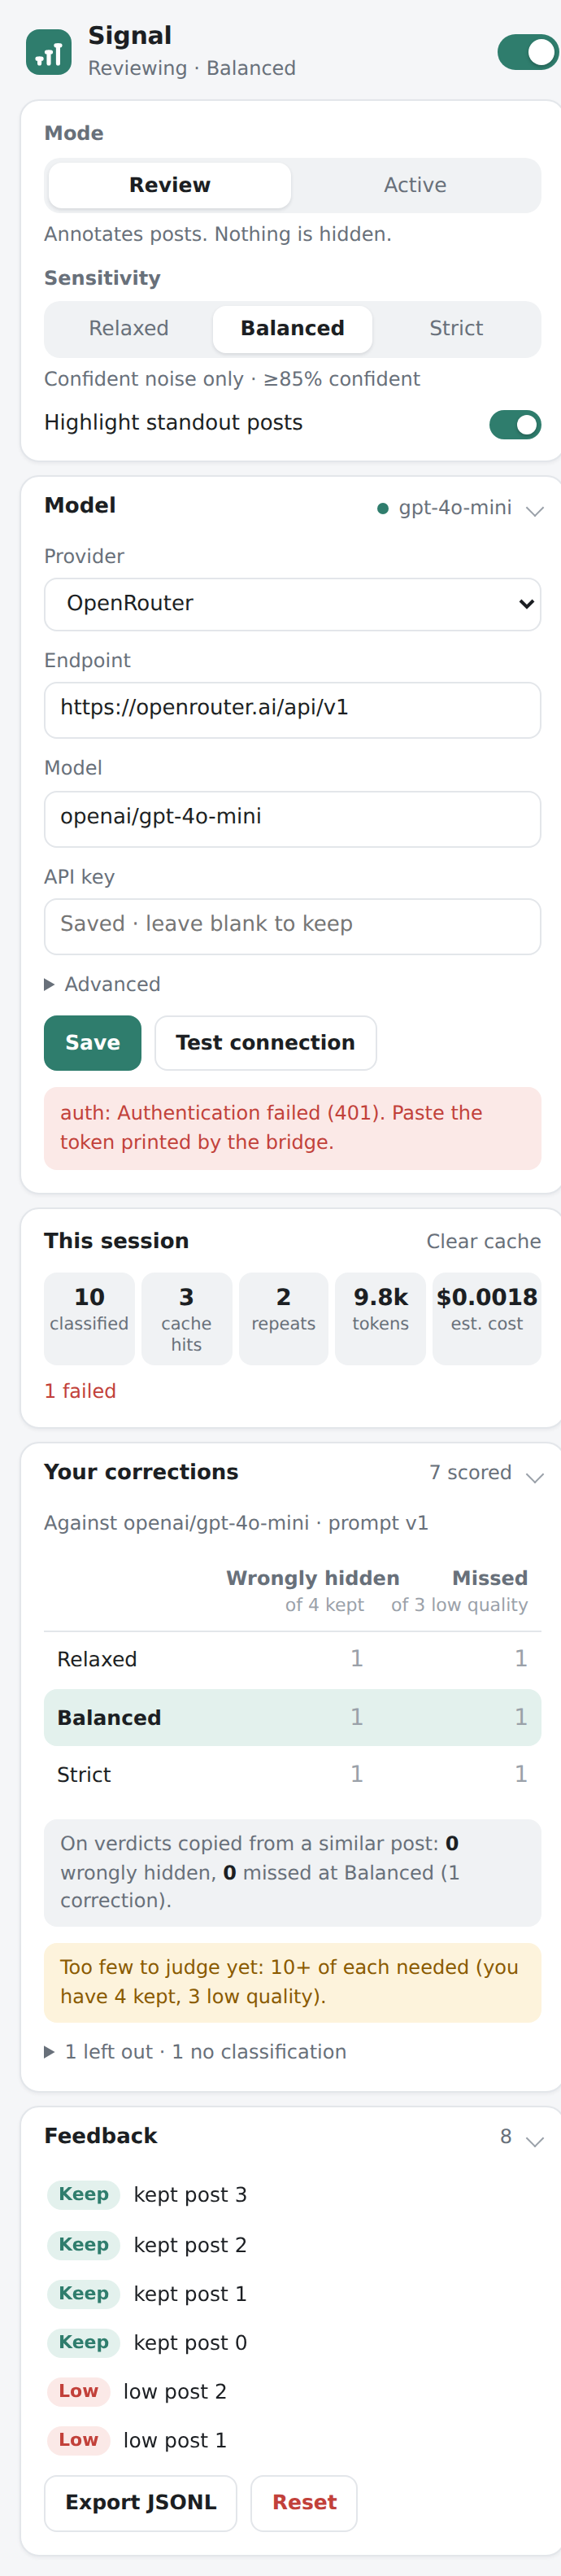 Signal
Reviewing · Balanced
Mode
Review
Active
Annotates posts. Nothing is hidden.
Sensitivity
Relaxed
Balanced
Strict
Confident noise only · ≥85% confident
Highlight standout posts
Model
gpt-4o-mini
Provider
OpenRouter
Endpoint
https://openrouter.ai/api/v1
Model
openai/gpt-4o-mini
API key
Saved · leave blank to keep
Advanced
Save
Test connection
auth: Authentication failed (401). Paste the
token printed by the bridge.
This session
Clear cache
10
classified
3
cache
hits
2
repeats
9.8k
tokens
$0.0018
est. cost
1 failed
Your corrections
7 scored
Against openai/gpt-4o-mini · prompt v1
Wrongly hidden
of 4 kept
Missed
of 3 low quality
Relaxed 1 1
Balanced 1 1
Strict 1 1
On verdicts copied from a similar post: 0
wrongly hidden, 0 missed at Balanced (1
correction).
Too few to judge yet: 10+ of each needed (you
have 4 kept, 3 low quality).
1 left out · 1 no classification
Feedback
8
Keep kept post 3
Keep kept post 2
Keep kept post 1
Keep kept post 0
Low low post 2
Low low post 1
Export JSONL
Reset